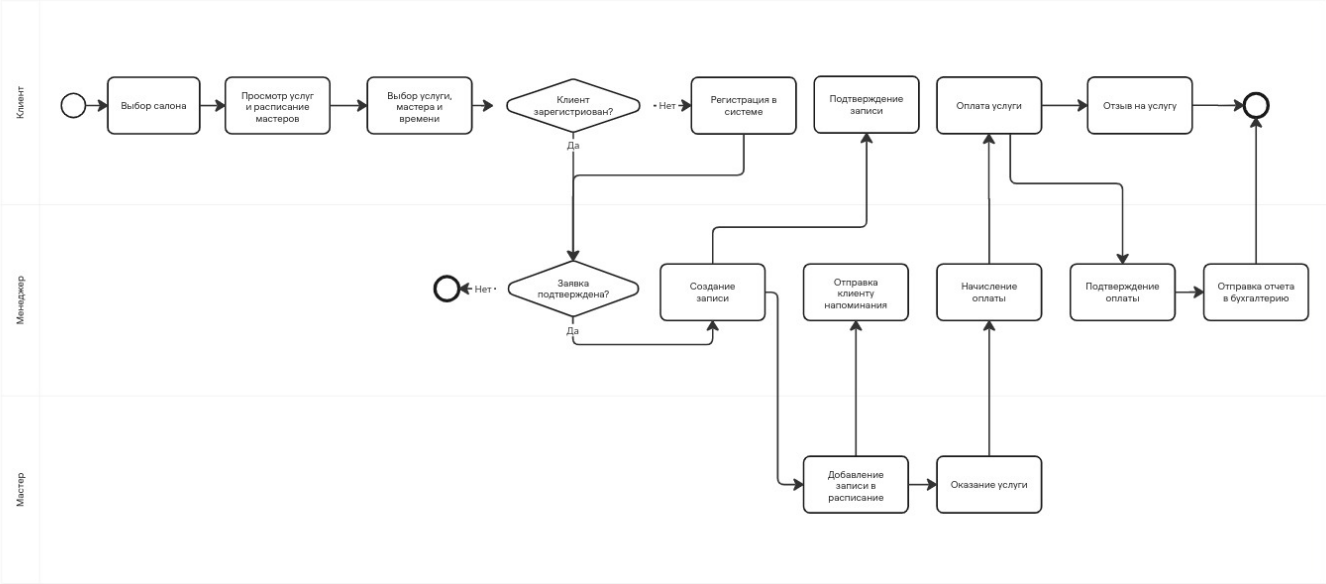 Клиент
Выбор салона
Просмотр услуг
и расписание
мастеров
Выбор услуги,
мастера и
времени
Клиент
зарегистриован?
Нет
Да
Регистрация в
системе
Подтверждение
записи
Оплата услуги
Отзыв на услугу
Менеджер
Нет
Заявка
подтверждена?
Да
Создание
записи
Отправка
клиенту
напоминания
Начисление
оплаты
Подтверждение
оплаты
Отправка отчета
в бухгалтерию
Мастер
Добавление
записи в
расписание
Оказание услуги